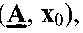 (A, x₀),